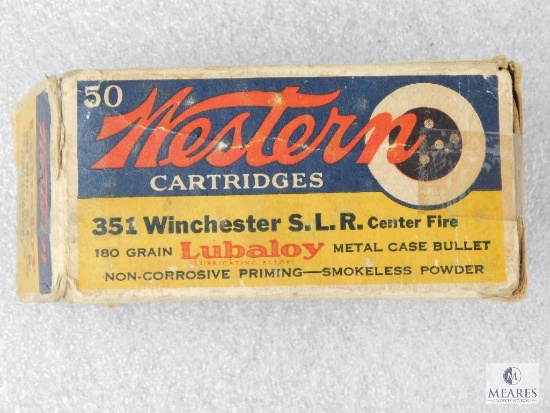 50
Western
CARTRIDGES
351 Winchester S.L.R. Center Fire
180 GRAIN Lubaloy METAL CASE BULLET
LUBRICATING ALLOY
NON-CORROSIVE PRIMING—SMOKELESS POWDER
M
MEARES